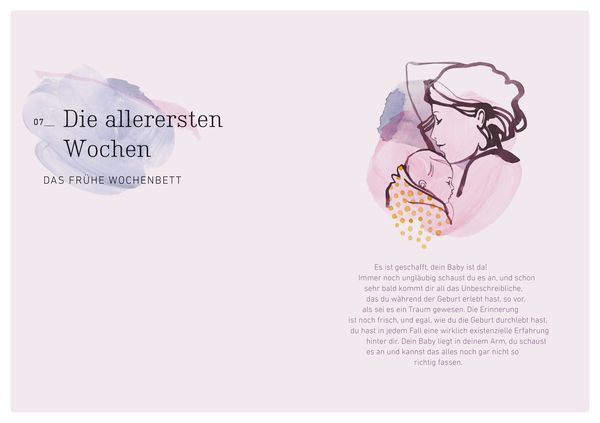 07__ Die allerersten
Wochen
DAS FRÜHE WOCHENBETT
Es ist geschafft, dein Baby ist da!
Immer noch ungläubig schaust du es an, und schon
sehr bald kommt dir all das Unbeschreibliche,
das du während der Geburt erlebt hast, so vor,
als sei es ein Traum gewesen. Die Erinnerung
ist noch frisch, und egal, wie du die Geburt durchlebt hast,
du hast in jedem Fall eine wirklich existenzielle Erfahrung
hinter dir. Dein Baby liegt in deinem Arm, du schaust
es an und kannst das alles noch gar nicht so
richtig fassen.